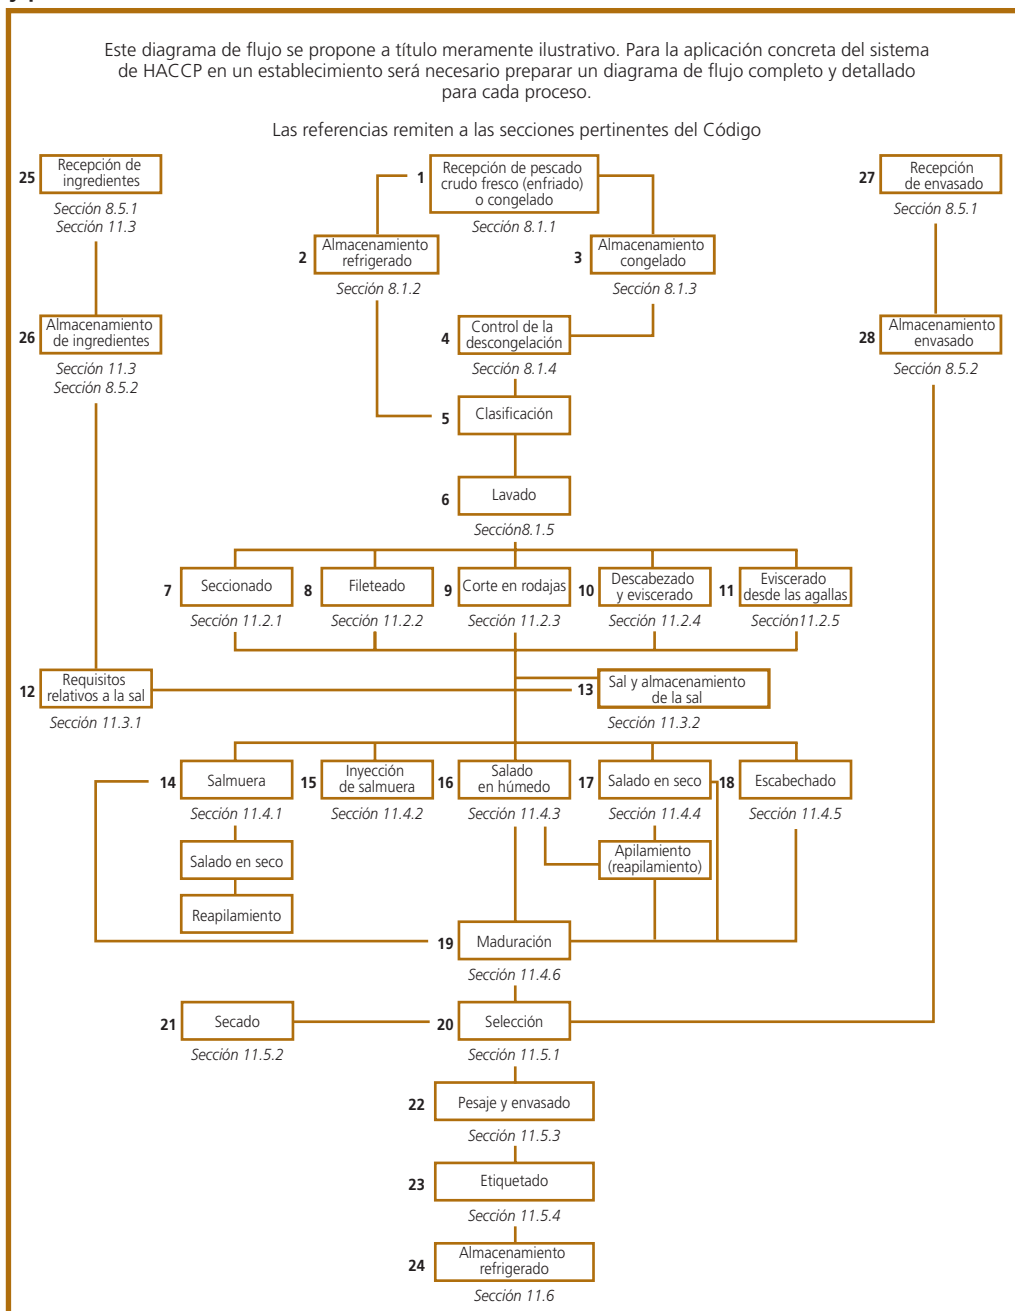 Este diagrama de flujo se propone a título meramente ilustrativo. Para la aplicación concreta del sistema
de HACCP en un establecimiento será necesario preparar un diagrama de flujo completo y detallado
para cada proceso.
Las referencias remiten a las secciones pertinentes del Código
25
Recepción de
ingredientes
Sección 8.5.1
Sección 11.3
1
Recepción de pescado
crudo fresco (enfriado)
o congelado
Sección 8.1.1
27
Recepción
de envasado
Sección 8.5.1
2
Almacenamiento
refrigerado
Sección 8.1.2
3
Almacenamiento
congelado
Sección 8.1.3
26
Almacenamiento
de ingredientes
Sección 11.3
Sección 8.5.2
4
Control de la
descongelación
Sección 8.1.4
28
Almacenamiento
envasado
Sección 8.5.2
5
Clasificación
6
Lavado
Sección8.1.5
7
Seccionado
Sección 11.2.1
8
Fileteado
Sección 11.2.2
9
Corte en rodajas
Sección 11.2.3
10
Descabezado
y eviscerado
Sección 11.2.4
11
Eviscerado
desde las agallas
Sección11.2.5
12
Requisitos
relativos a la sal
Sección 11.3.1
13
Sal y almacenamiento
de la sal
Sección 11.3.2
14
Salmuera
Sección 11.4.1
15
Inyección
de salmuera
Sección 11.4.2
16
Salado
en húmedo
Sección 11.4.3
17
Salado en seco
Sección 11.4.4
18
Escabechado
Sección 11.4.5
Salado en seco
Apilamiento
(reapilamiento)
Reapilamiento
19
Maduración
Sección 11.4.6
21
Secado
Sección 11.5.2
20
Selección
Sección 11.5.1
22
Pesaje y envasado
Sección 11.5.3
23
Etiquetado
Sección 11.5.4
24
Almacenamiento
refrigerado
Sección 11.6